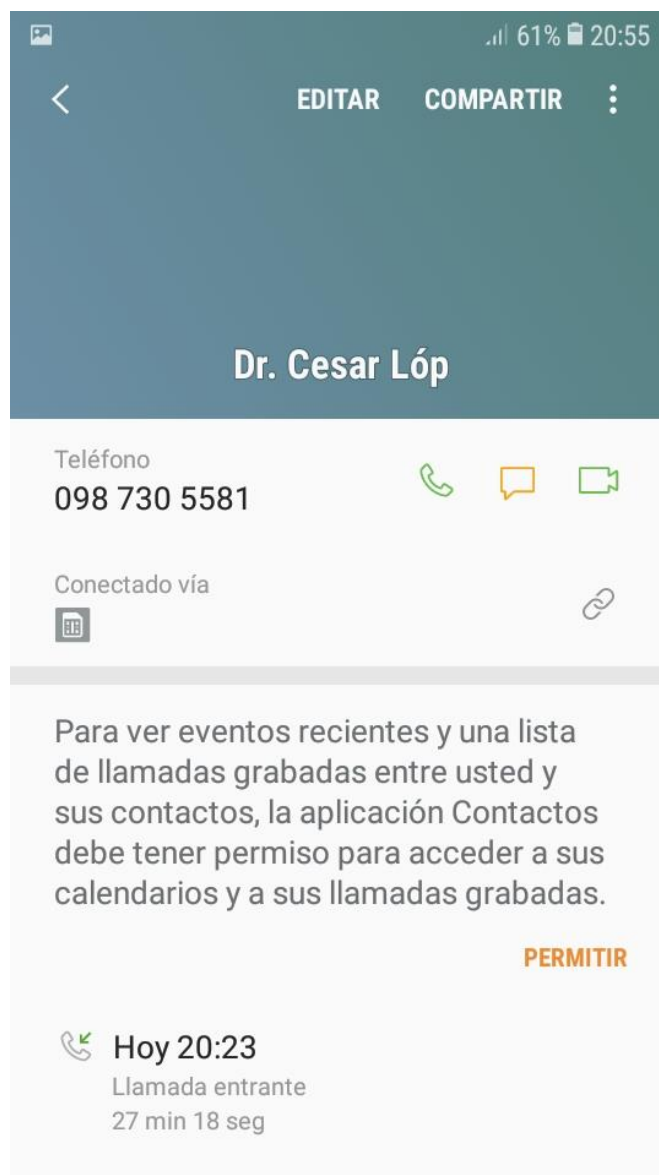 61% 20:55
EDITAR COMPARTIR
Dr. Cesar Lóp
Teléfono
098 730 5581
Conectado vía
Para ver eventos recientes y una lista
de llamadas grabadas entre usted y
sus contactos, la aplicación Contactos
debe tener permiso para acceder a sus
calendarios y a sus llamadas grabadas.
PERMITIR
Hoy 20:23
Llamada entrante
27 min 18 seg